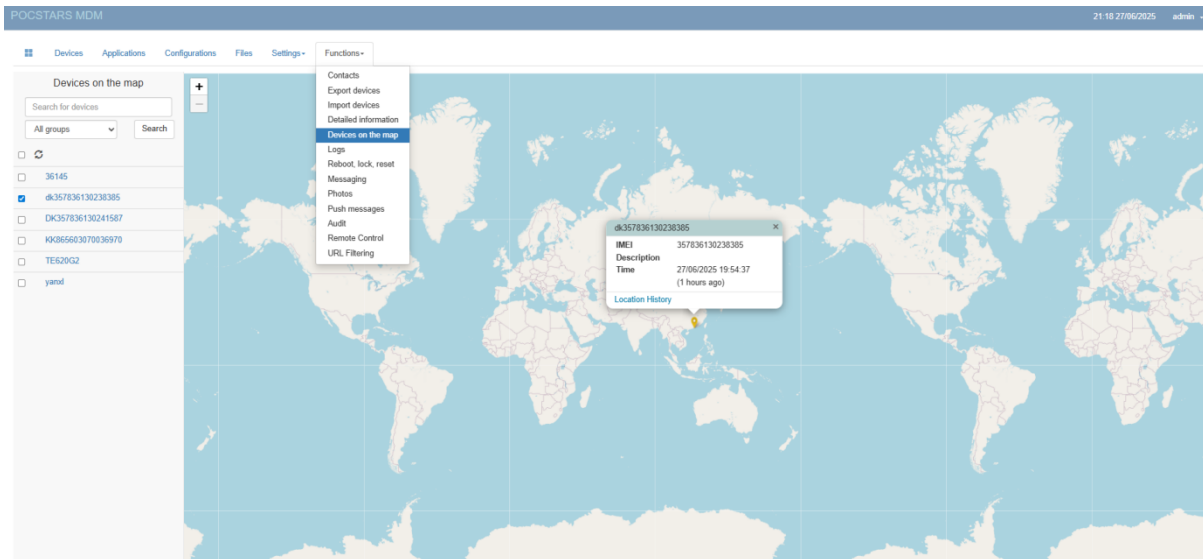 POCSTARS MDM
21:18 27/06/2025 admin
Devices Applications Configurations Files Settings Functions
Devices on the map
Search for devices
All groups Search
36145
dk357836130238385
DK357836130241587
KK865603070036970
TE620G2
yanxl
Contacts
Export devices
Import devices
Detailed information
Devices on the map
Logs
Reboot, lock, reset
Messaging
Photos
Push messages
Audit
Remote Control
URL Filtering
+
−
dk357836130238385 ×
IMEI 357836130238385
Description
Time 27/06/2025 19:54:37
(1 hours ago)
Location History